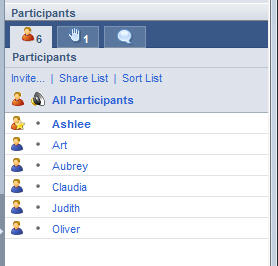 Participants
6 1
Participants
Invite... | Share List | Sort List
All Participants
• Ashlee
• Art
• Aubrey
• Claudia
• Judith
• Oliver